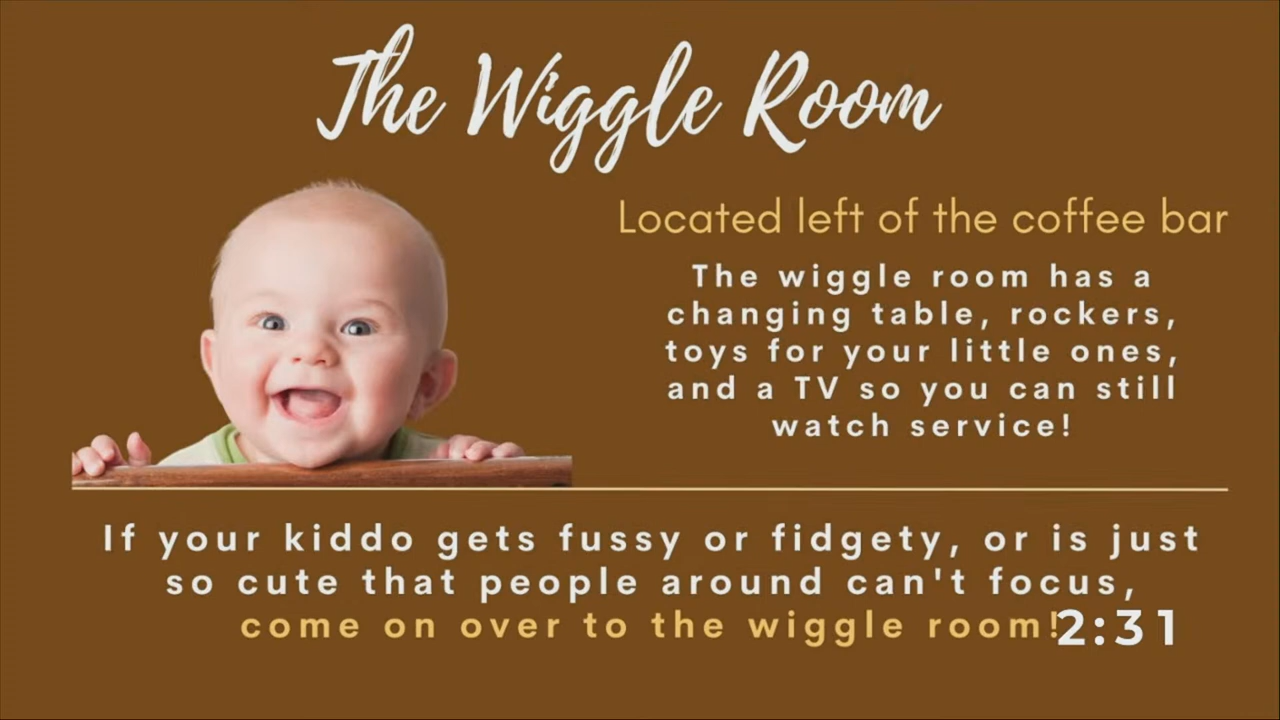 The Wiggle Room
Located left of the coffee bar
The wiggle room has a
changing table, rockers,
toys for your little ones,
and a TV so you can still
watch service!
If your kiddo gets fussy or fidgety, or is just
so cute that people around can't focus,
come on over to the wiggle room!
2:31